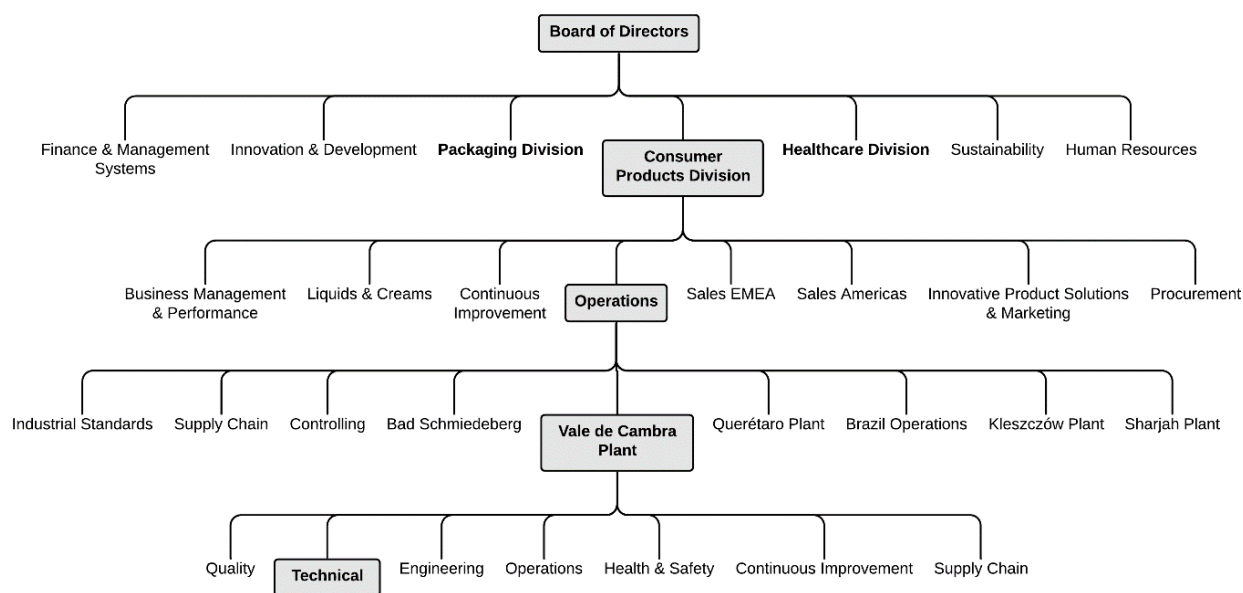 Board of Directors
Finance & Management
Systems
Innovation & Development
Packaging Division
Consumer
Products Division
Healthcare Division
Sustainability
Human Resources
Business Management
& Performance
Liquids & Creams
Continuous
Improvement
Operations
Sales EMEA
Sales Americas
Innovative Product Solutions
& Marketing
Procurement
Industrial Standards
Supply Chain
Controlling
Bad Schmiedeberg
Vale de Cambra
Plant
Querétaro Plant
Brazil Operations
Kleszczów Plant
Sharjah Plant
Quality
Technical
Engineering
Operations
Health & Safety
Continuous Improvement
Supply Chain